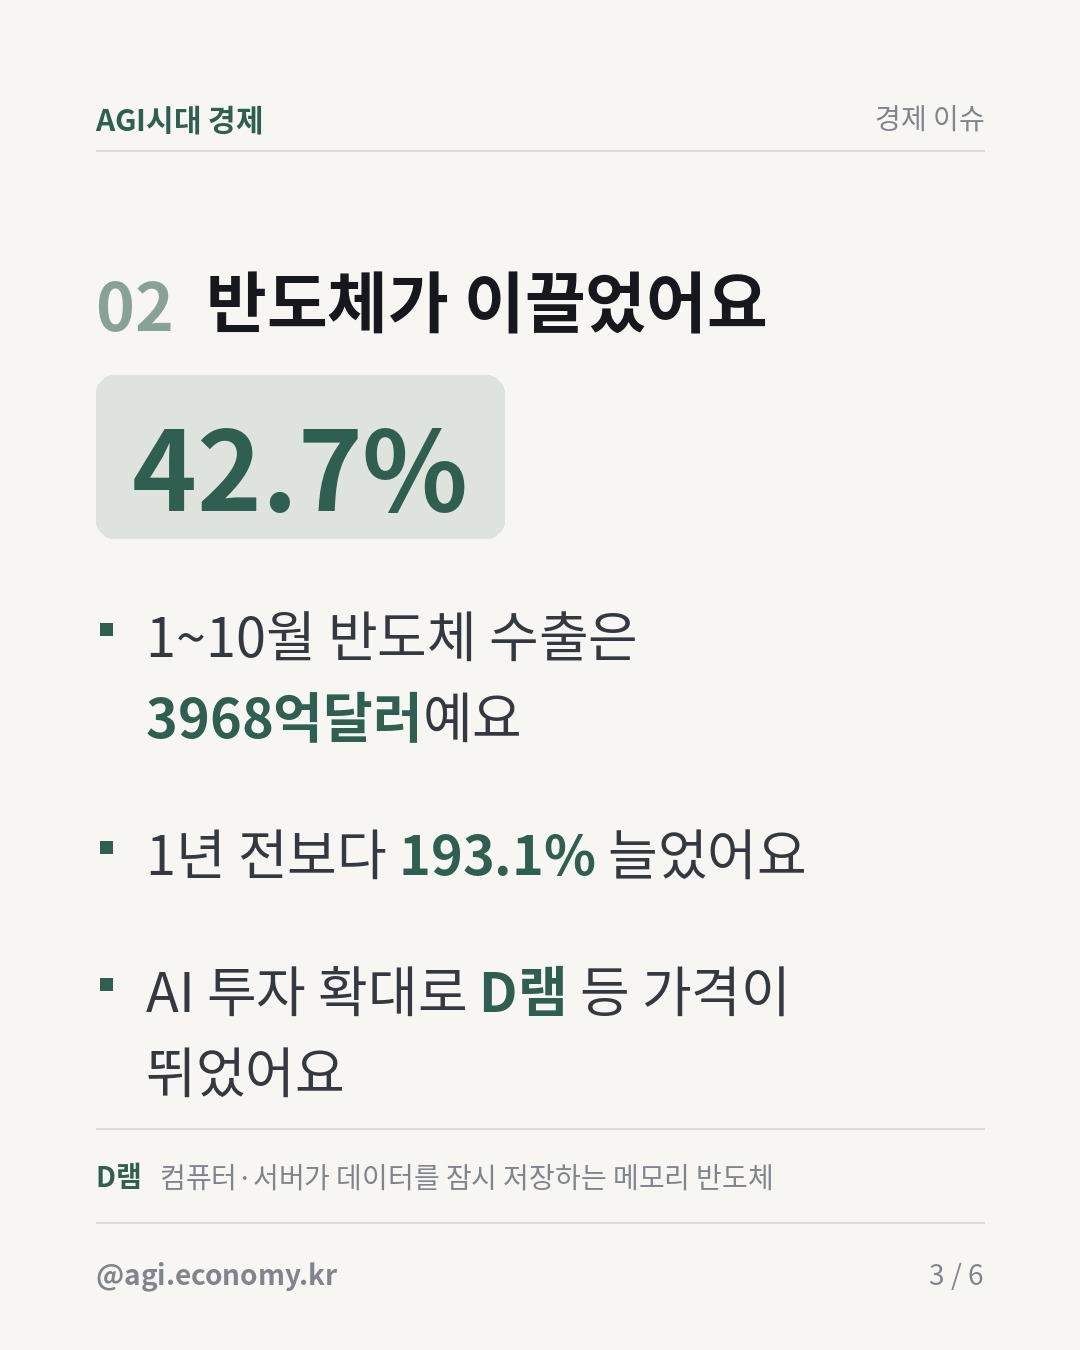 AGI시대 경제
경제 이슈
02 반도체가 이끌었어요
42.7%
▪ 1~10월 반도체 수출은
3968억달러예요
▪ 1년 전보다 193.1% 늘었어요
▪ AI 투자 확대로 D램 등 가격이
뛰었어요
D램 컴퓨터·서버가 데이터를 잠시 저장하는 메모리 반도체
@agi.economy.kr
3 / 6